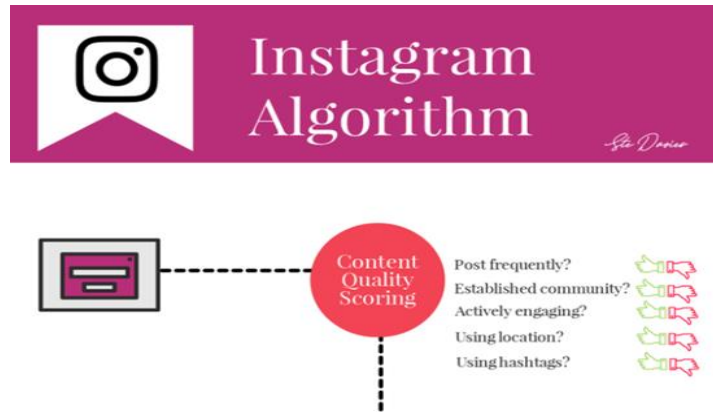 Instagram
Algorithm
Ste Davies
Content
Quality
Scoring
Post frequently?
Established community?
Actively engaging?
Using location?
Using hashtags?